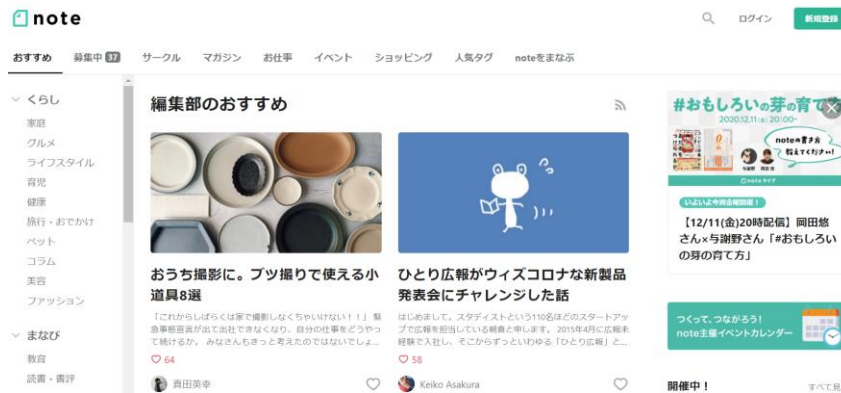 note
ログイン
新規登録
おすすめ
募集中 37
サークル
マガジン
お仕事
イベント
ショッピング
人気タグ
noteをまなぶ
くらし
家庭
グルメ
ライフスタイル
育児
健康
旅行・おでかけ
ペット
コラム
美容
ファッション
まなび
教育
読書・書評
編集部のおすすめ
おうち撮影に。ブツ撮りで使える小
道具8選
「これからしばらくは家で撮影しなくちゃいけない!!」 緊
急事態宣言が出て出社できなくなり、自分の仕事をどうやっ
て続けるか。 みなさんもきっと考えたのではないでしょ...
64
真田英幸
ひとり広報がウィズコロナな新製品
発表会にチャレンジした話
はじめまして。スタディストという110名ほどのスタートアッ
プで広報を担当している朝倉と申します。 2015年4月に広報未
経験で入社し、そこからずっといわゆる「ひとり広報」と...
58
Keiko Asakura
#おもしろいの芽の育て方
2020.12.11(金)20:00~
noteの書き方
教えてください!
note ライブ
いよいよ今週金曜開催!
【12/11(金)20時配信】岡田悠
さん×与謝野さん「#おもしろい
の芽の育て方」
つくって、つながろう!
note主催イベントカレンダー
開催中!
すべて見